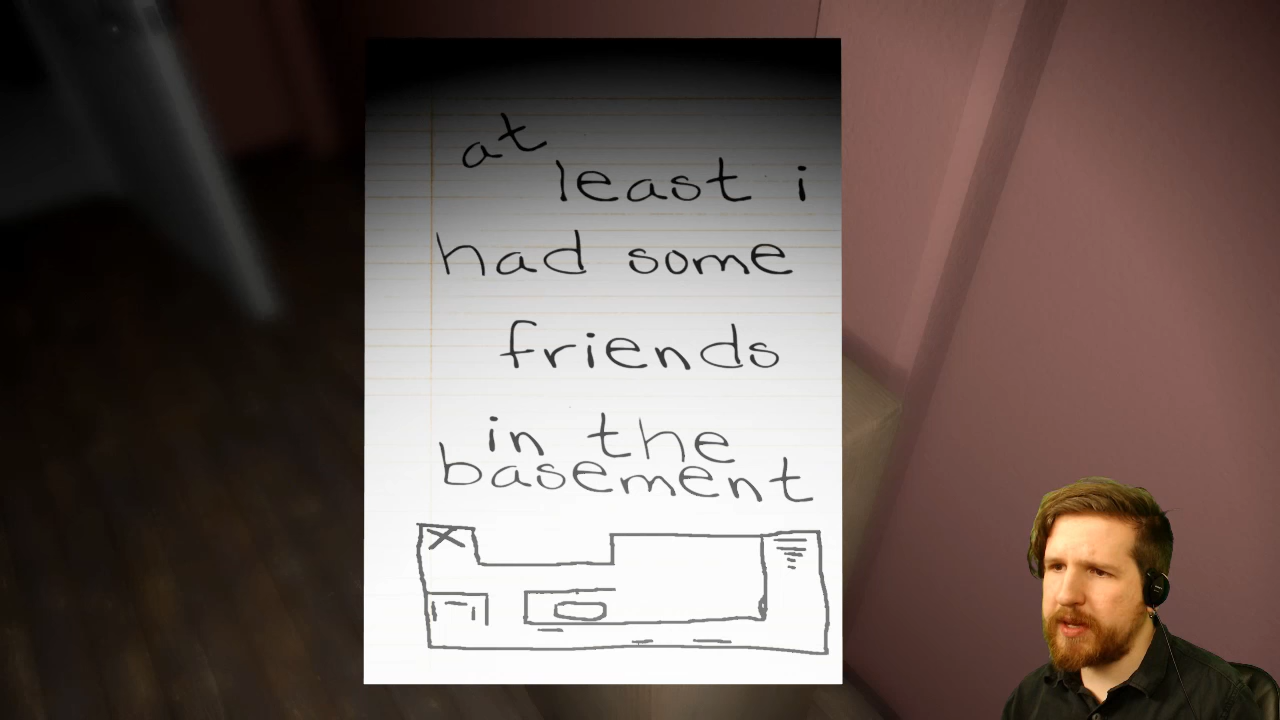 at
least i
had some
friends
in the
basement